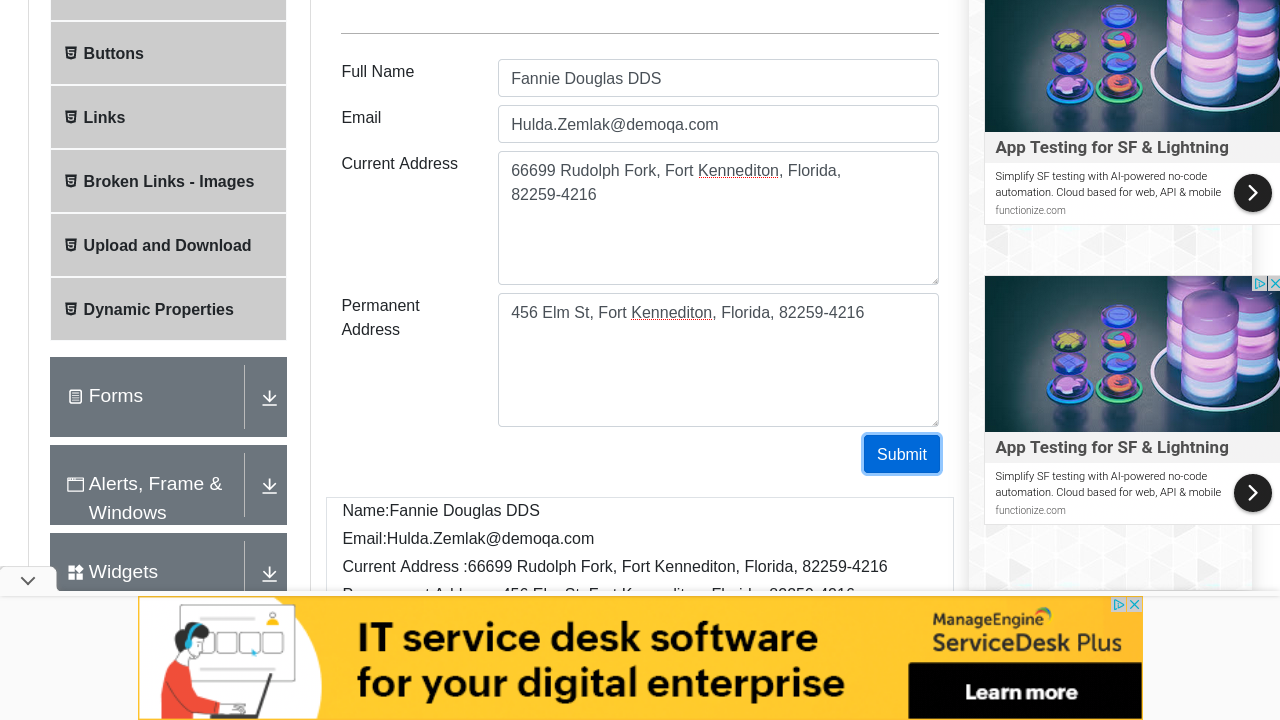 Buttons
Links
Broken Links - Images
Upload and Download
Dynamic Properties
Forms
Alerts, Frame &
Windows
Widgets
Full Name
Fannie Douglas DDS
Email
Hulda.Zemlak@demoqa.com
Current Address
66699 Rudolph Fork, Fort Kennediton, Florida,
82259-4216
Permanent
Address
456 Elm St, Fort Kennediton, Florida, 82259-4216
Submit
Name:Fannie Douglas DDS
Email:Hulda.Zemlak@demoqa.com
Current Address :66699 Rudolph Fork, Fort Kennediton, Florida, 82259-4216
App Testing for SF & Lightning
Simplify SF testing with AI-powered no-code
automation. Cloud based for web, API & mobile
functionize.com
App Testing for SF & Lightning
Simplify SF testing with AI-powered no-code
automation. Cloud based for web, API & mobile
functionize.com
IT service desk software
for your digital enterprise
ManageEngine
ServiceDesk Plus
Learn more